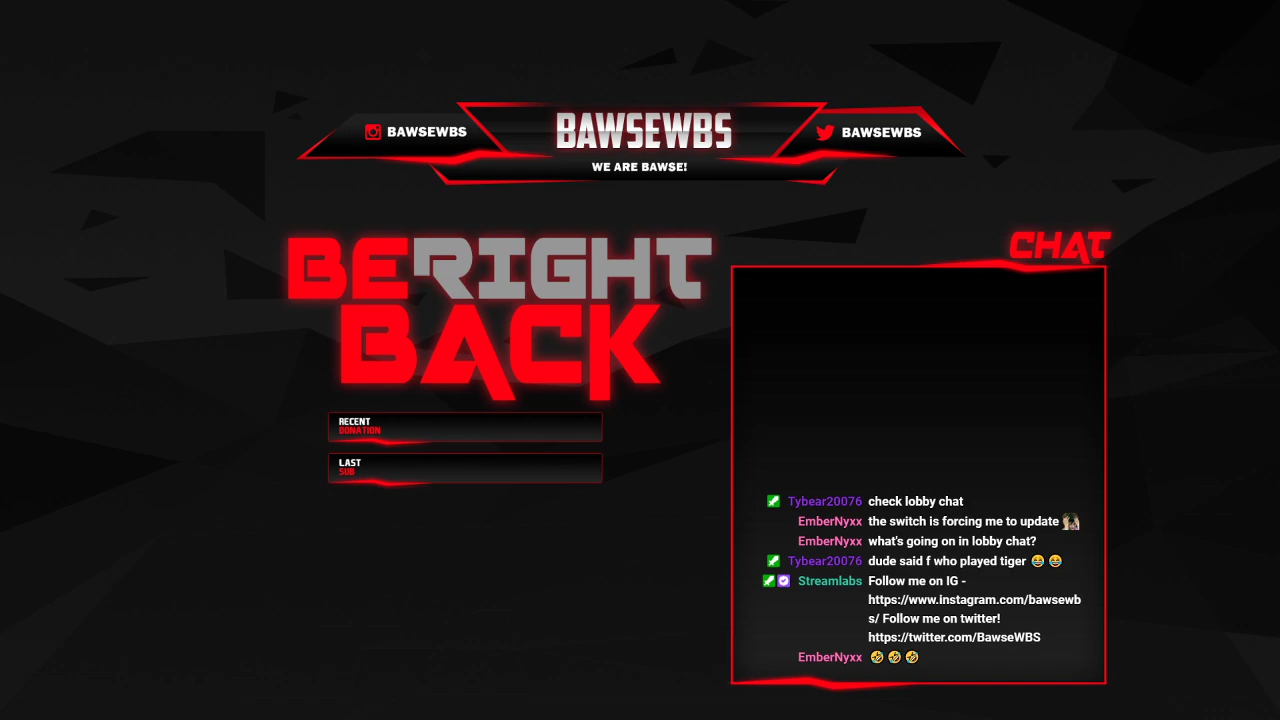 BAWSEWBS
BAWSEWBS
BAWSEWBS
WE ARE BAWSE!
BERIGHT
BACK
RECENT
DONATION
LAST
SUB
CHAT
Tybear20076 check lobby chat
EmberNyxx the switch is forcing me to update
EmberNyxx what's going on in lobby chat?
Tybear20076 dude said f who played tiger 😂 😂
Streamlabs Follow me on IG -
https://www.instagram.com/bawsewb
s/ Follow me on twitter!
https://twitter.com/BawseWBS
EmberNyxx 🤣 🤣 🤣